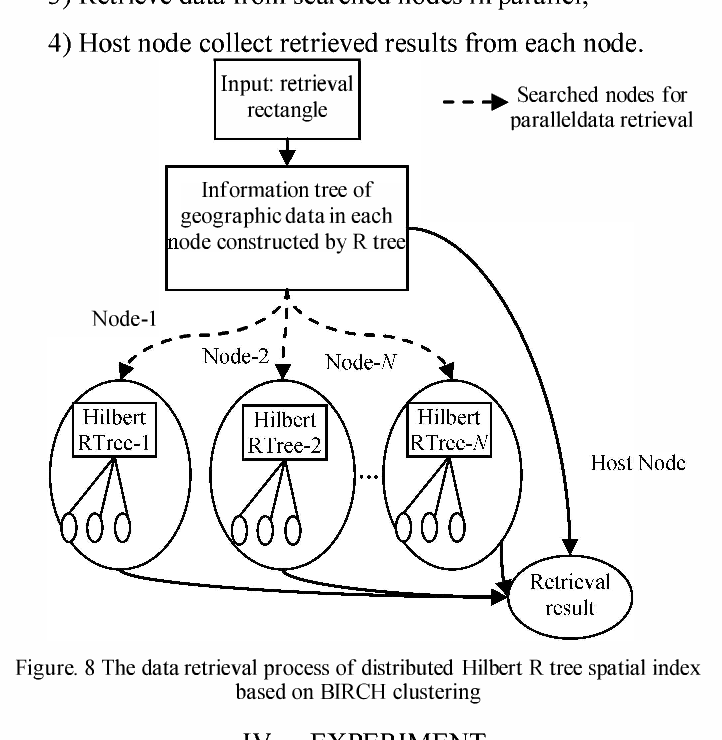 3) Retrieve data from searched nodes in parallel;
4) Host node collect retrieved results from each node.
Input: retrieval
rectangle
Searched nodes for
paralleldata retrieval
Information tree of
geographic data in each
node constructed by R tree
Node-1
Node-2
Node-N
Hilbert
RTree-1
Hilbert
RTree-2
...
Hilbert
RTree-N
Host Node
Retrieval
result
Figure. 8 The data retrieval process of distributed Hilbert R tree spatial index
based on BIRCH clustering
IV. EXPERIMENT